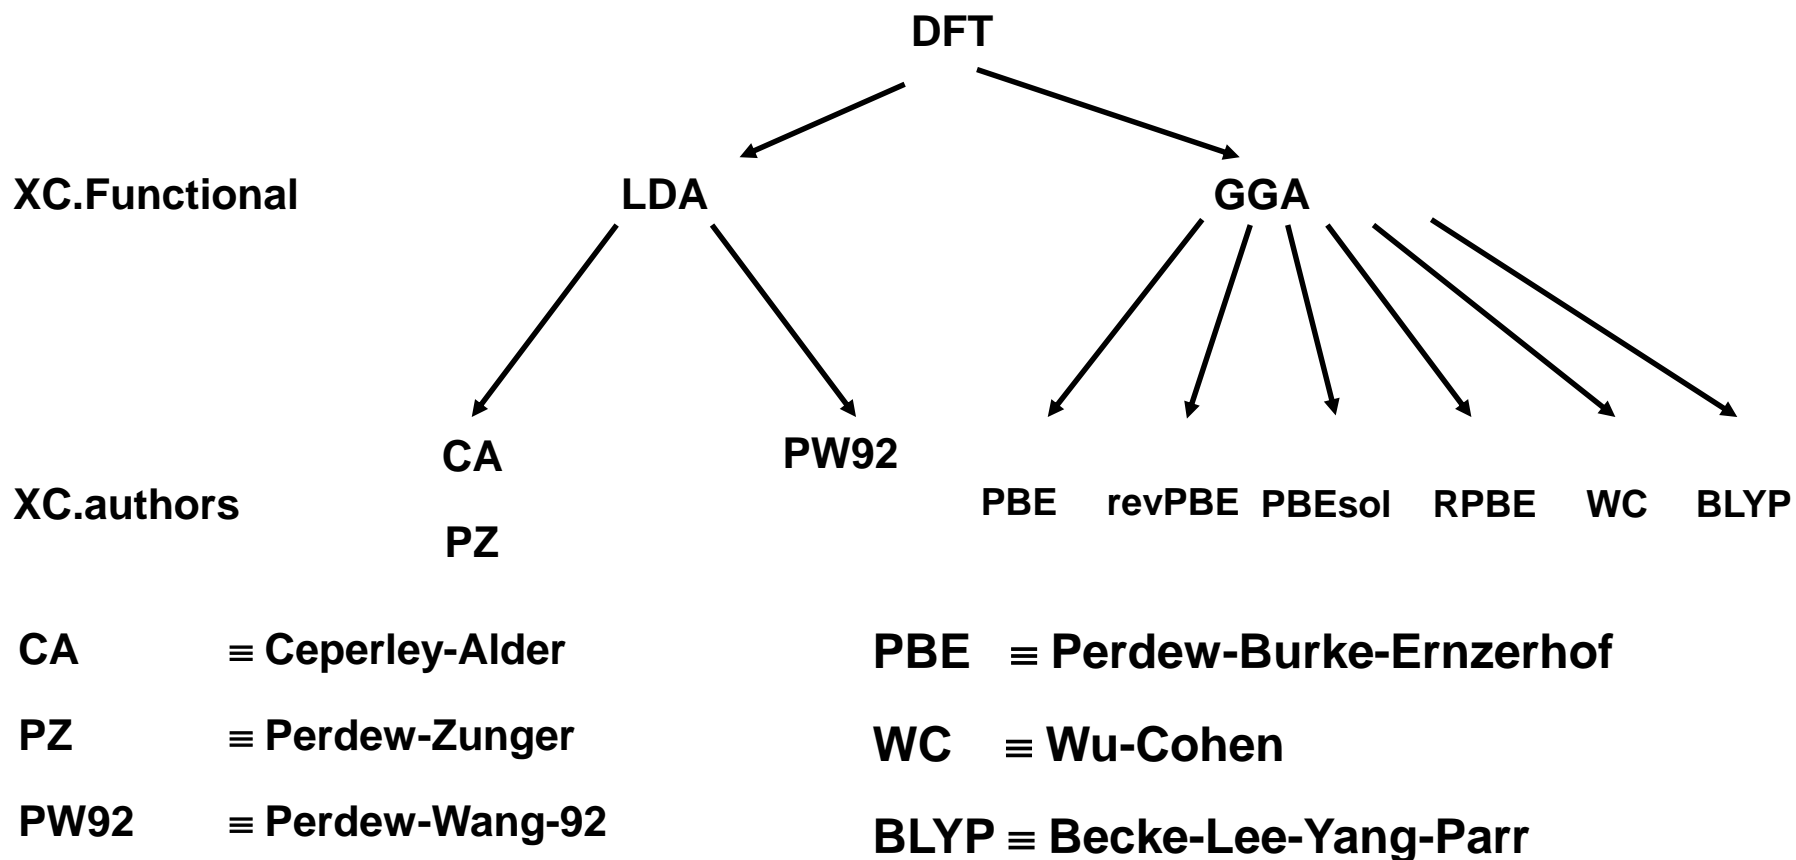 DFT
XC.Functional LDA GGA
CA PW92
XC.authors PBE revPBE PBEsol RPBE WC BLYP
PZ
CA ≡ Ceperley-Alder
PZ ≡ Perdew-Zunger
PW92 ≡ Perdew-Wang-92
PBE ≡ Perdew-Burke-Ernzerhof
WC ≡ Wu-Cohen
BLYP ≡ Becke-Lee-Yang-Parr